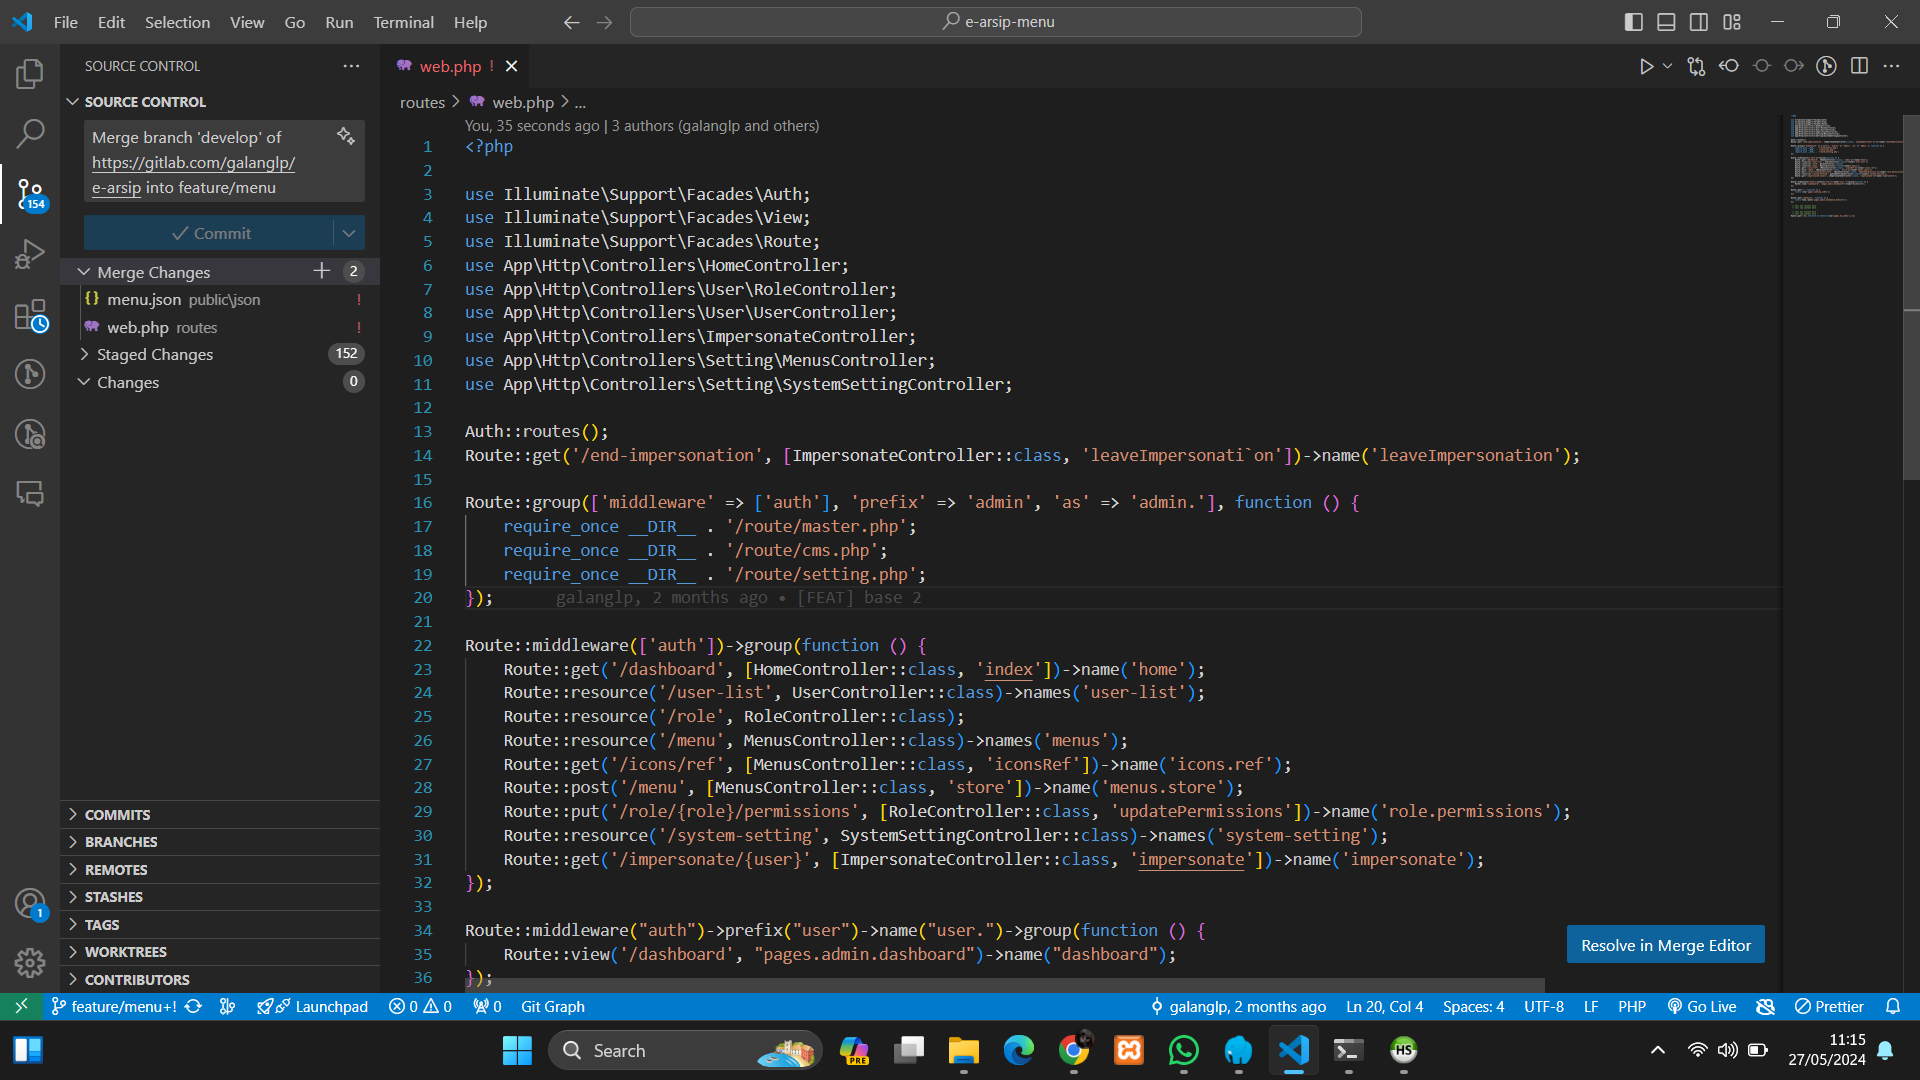 File Edit Selection View Go Run Terminal Help
e-arsip-menu
SOURCE CONTROL
SOURCE CONTROL
Merge branch 'develop' of
https://gitlab.com/galanglp/
e-arsip into feature/menu
Commit
Merge Changes 2
menu.json public\json !
web.php routes !
Staged Changes 152
Changes 0
COMMITS
BRANCHES
REMOTES
STASHES
TAGS
WORKTREES
CONTRIBUTORS
154
1
web.php !
routes > web.php > ...
You, 35 seconds ago | 3 authors (galanglp and others)
1 <?php
2
3 use Illuminate\Support\Facades\Auth;
4 use Illuminate\Support\Facades\View;
5 use Illuminate\Support\Facades\Route;
6 use App\Http\Controllers\HomeController;
7 use App\Http\Controllers\User\RoleController;
8 use App\Http\Controllers\User\UserController;
9 use App\Http\Controllers\ImpersonateController;
10 use App\Http\Controllers\Setting\MenusController;
11 use App\Http\Controllers\Setting\SystemSettingController;
12
13 Auth::routes();
14 Route::get('/end-impersonation', [ImpersonateController::class, 'leaveImpersonati`on'])->name('leaveImpersonation');
15
16 Route::group(['middleware' => ['auth'], 'prefix' => 'admin', 'as' => 'admin.'], function () {
17 require_once __DIR__ . '/route/master.php';
18 require_once __DIR__ . '/route/cms.php';
19 require_once __DIR__ . '/route/setting.php';
20 }); galanglp, 2 months ago • [FEAT] base 2
21
22 Route::middleware(['auth'])->group(function () {
23 Route::get('/dashboard', [HomeController::class, 'index'])->name('home');
24 Route::resource('/user-list', UserController::class)->names('user-list');
25 Route::resource('/role', RoleController::class);
26 Route::resource('/menu', MenusController::class)->names('menus');
27 Route::get('/icons/ref', [MenusController::class, 'iconsRef'])->name('icons.ref');
28 Route::post('/menu', [MenusController::class, 'store'])->name('menus.store');
29 Route::put('/role/{role}/permissions', [RoleController::class, 'updatePermissions'])->name('role.permissions');
30 Route::resource('/system-setting', SystemSettingController::class)->names('system-setting');
31 Route::get('/impersonate/{user}', [ImpersonateController::class, 'impersonate'])->name('impersonate');
32 });
33
34 Route::middleware("auth")->prefix("user")->name("user.")->group(function () {
35 Route::view('/dashboard', "pages.admin.dashboard")->name("dashboard");
36 });
Resolve in Merge Editor
feature/menu+! Launchpad 0 0 0 Git Graph galanglp, 2 months ago Ln 20, Col 4 Spaces: 4 UTF-8 LF PHP Go Live Prettier
Search
PRE
HS
11:15
27/05/2024